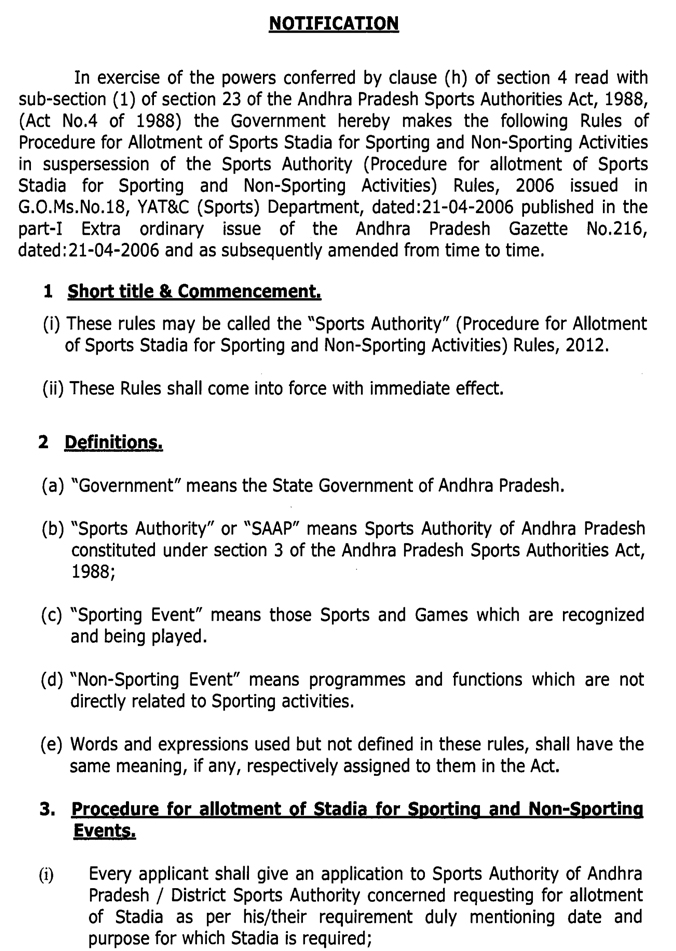 NOTIFICATION
In exercise of the powers conferred by clause (h) of section 4 read with
sub-section (1) of section 23 of the Andhra Pradesh Sports Authorities Act, 1988,
(Act No.4 of 1988) the Government hereby makes the following Rules of
Procedure for Allotment of Sports Stadia for Sporting and Non-Sporting Activities
in suspersession of the Sports Authority (Procedure for allotment of Sports
Stadia for Sporting and Non-Sporting Activities) Rules, 2006 issued in
G.O.Ms.No.18, YAT&C (Sports) Department, dated:21-04-2006 published in the
part-I Extra ordinary issue of the Andhra Pradesh Gazette No.216,
dated:21-04-2006 and as subsequently amended from time to time.
1 Short title & Commencement.
(i) These rules may be called the "Sports Authority" (Procedure for Allotment
of Sports Stadia for Sporting and Non-Sporting Activities) Rules, 2012.
(ii) These Rules shall come into force with immediate effect.
2 Definitions.
(a) "Government" means the State Government of Andhra Pradesh.
(b) "Sports Authority" or "SAAP" means Sports Authority of Andhra Pradesh
constituted under section 3 of the Andhra Pradesh Sports Authorities Act,
1988;
(c) "Sporting Event" means those Sports and Games which are recognized
and being played.
(d) "Non-Sporting Event" means programmes and functions which are not
directly related to Sporting activities.
(e) Words and expressions used but not defined in these rules, shall have the
same meaning, if any, respectively assigned to them in the Act.
3. Procedure for allotment of Stadia for Sporting and Non-Sporting
Events.
(i) Every applicant shall give an application to Sports Authority of Andhra
Pradesh / District Sports Authority concerned requesting for allotment
of Stadia as per his/their requirement duly mentioning date and
purpose for which Stadia is required;